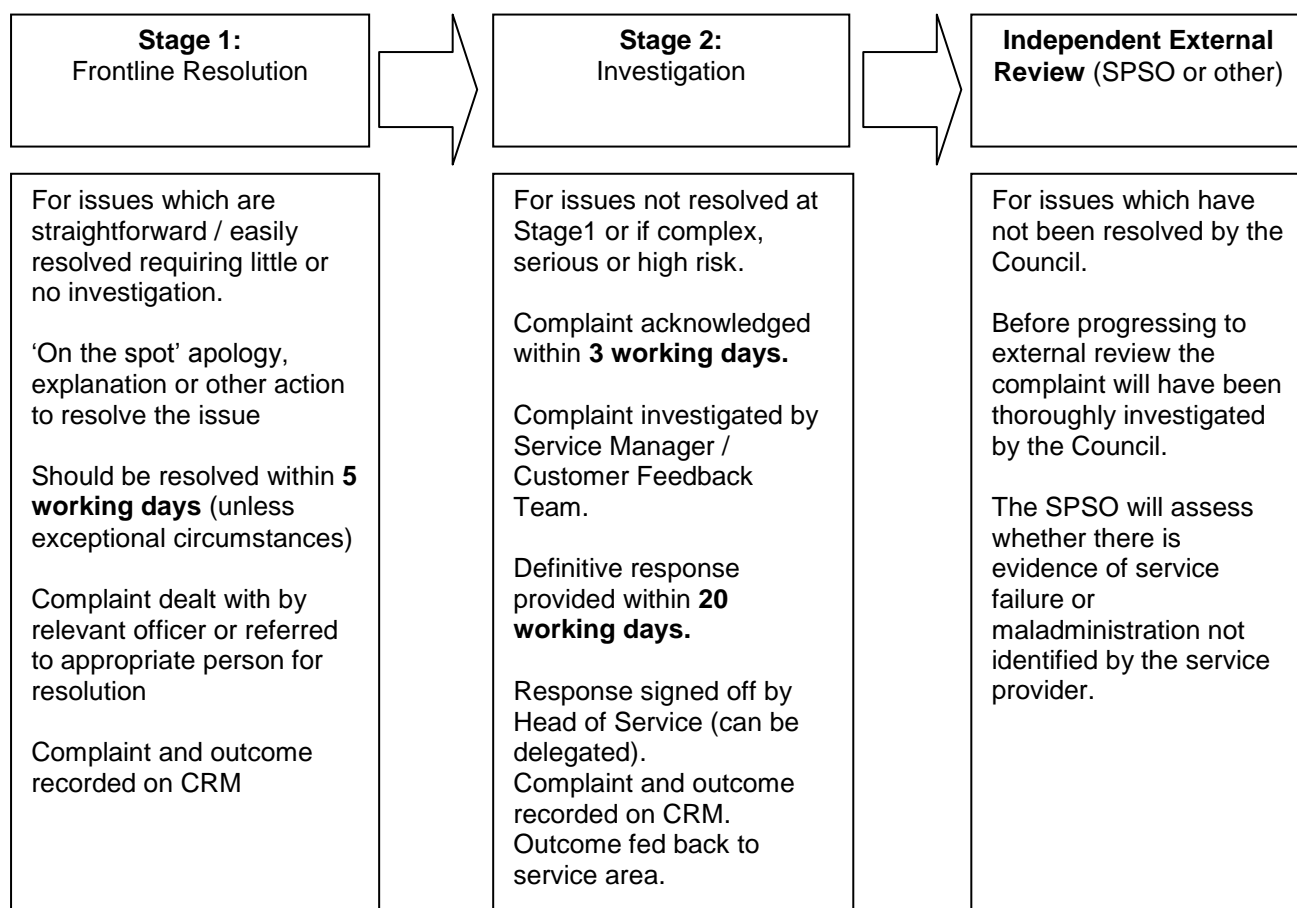 Stage 1:
Frontline Resolution
Stage 2:
Investigation
Independent External
Review (SPSO or other)
For issues which are
straightforward / easily
resolved requiring little or
no investigation.
‘On the spot’ apology,
explanation or other action
to resolve the issue
Should be resolved within 5
working days (unless
exceptional circumstances)
Complaint dealt with by
relevant officer or referred
to appropriate person for
resolution
Complaint and outcome
recorded on CRM
For issues not resolved at
Stage1 or if complex,
serious or high risk.
Complaint acknowledged
within 3 working days.
Complaint investigated by
Service Manager /
Customer Feedback
Team.
Definitive response
provided within 20
working days.
Response signed off by
Head of Service (can be
delegated).
Complaint and outcome
recorded on CRM.
Outcome fed back to
service area.
For issues which have
not been resolved by the
Council.
Before progressing to
external review the
complaint will have been
thoroughly investigated
by the Council.
The SPSO will assess
whether there is
evidence of service
failure or
maladministration not
identified by the service
provider.